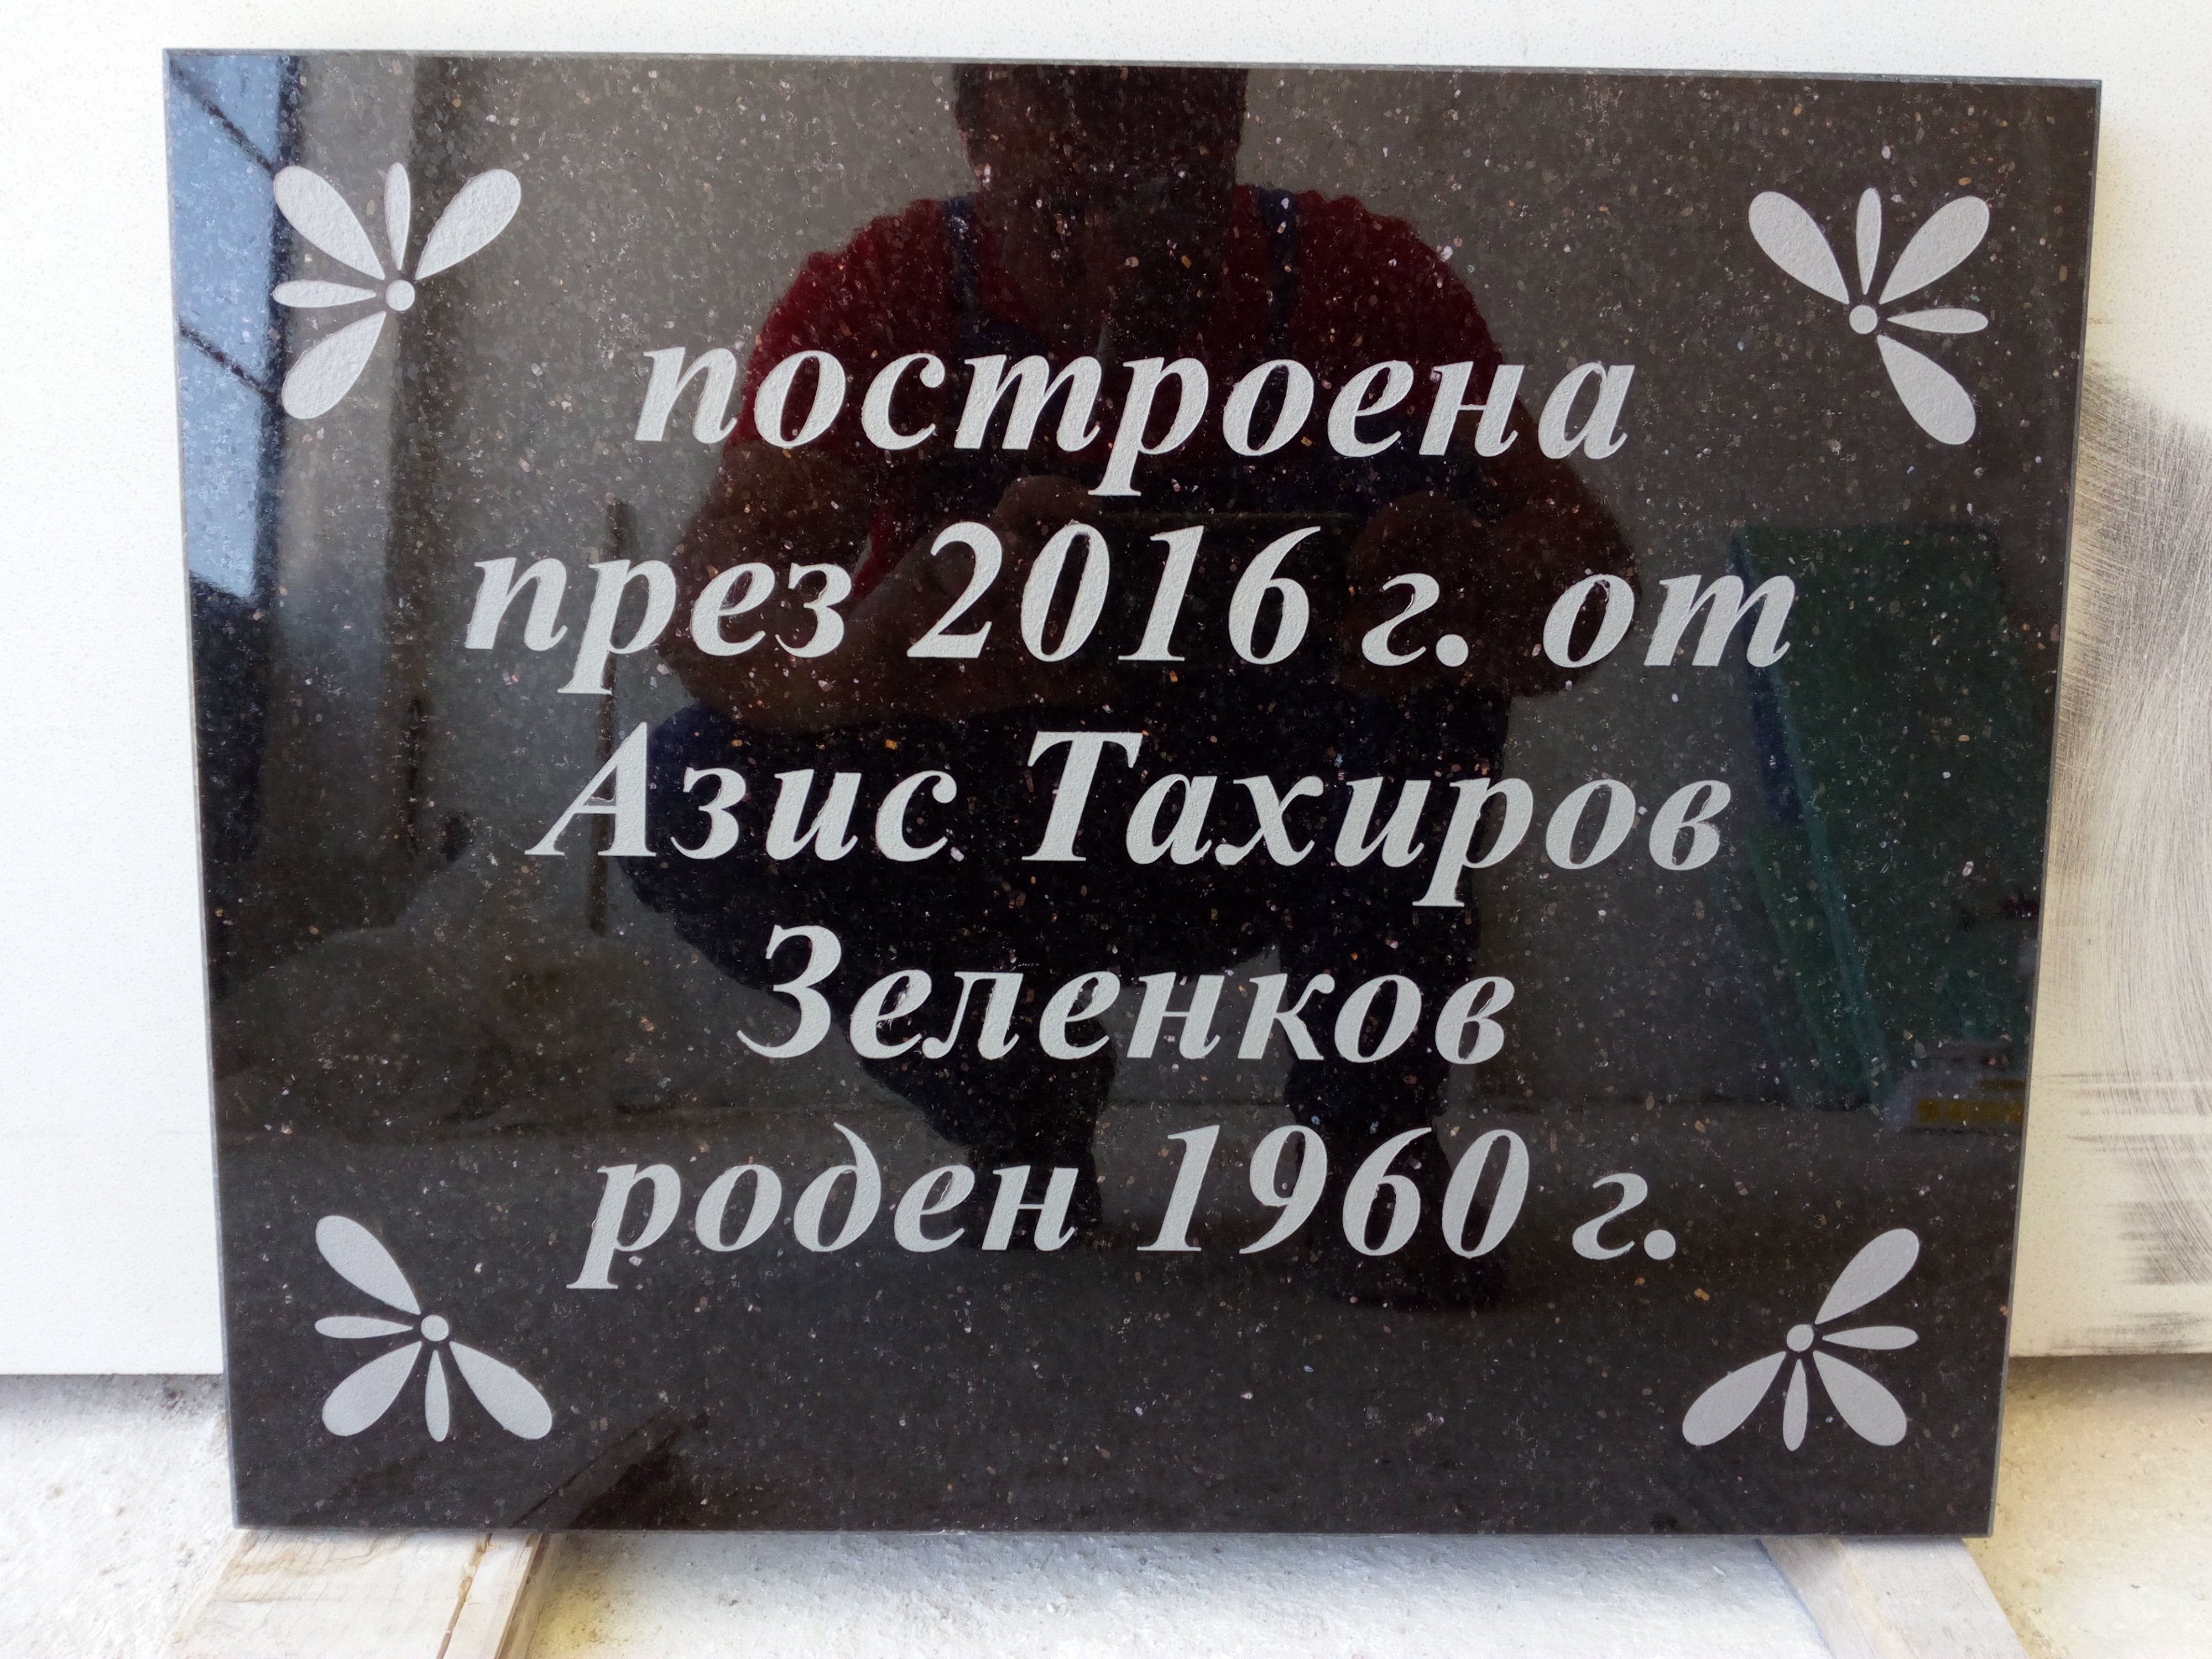 построена
през 2016 г. от
Азис Тахиров
Зеленков
роден 1960 г.